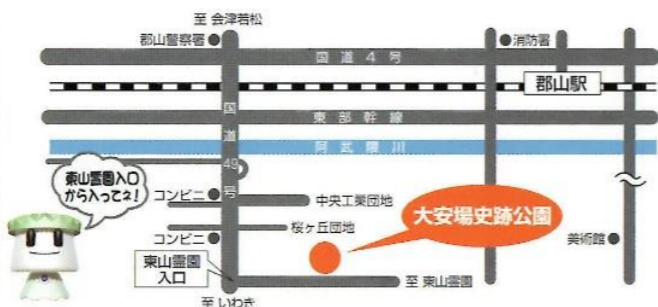 至 会津若松
郡山警察署
消防署
国道4号
郡山駅
国道49号
東部幹線
阿武隈川
東山霊園入口
から入ってネ!
コンビニ
中央工業団地
桜ヶ丘団地
大安場史跡公園
コンビニ
美術館
東山霊園
入口
至 東山霊園
至 いわき